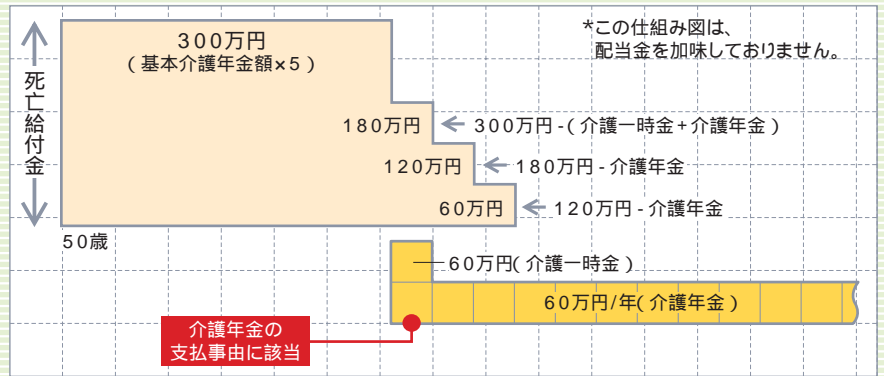 300万円
(基本介護年金額×5)
*この仕組み図は、
配当金を加味しておりません。
死亡給付金
180万円
300万円-(介護一時金+介護年金)
120万円
180万円-介護年金
60万円
120万円-介護年金
50歳
60万円(介護一時金)
60万円/年(介護年金)
介護年金の
支払事由に該当